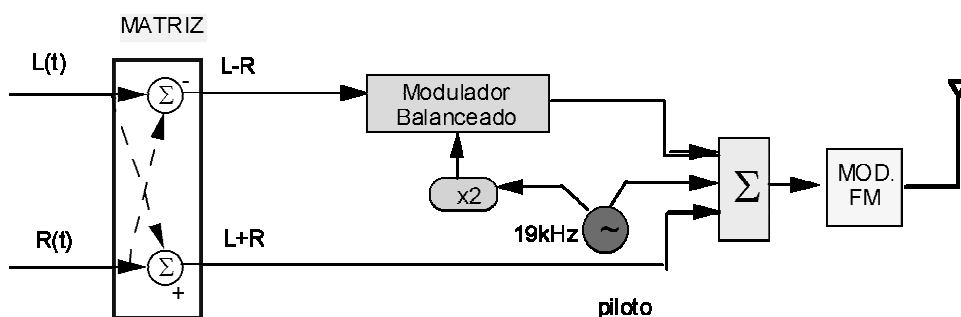 MATRIZ
L(t)
L-R
Σ
-
Modulador
Balanceado
x2
19kHz
~
Σ
MOD.
FM
R(t)
L+R
Σ
+
piloto